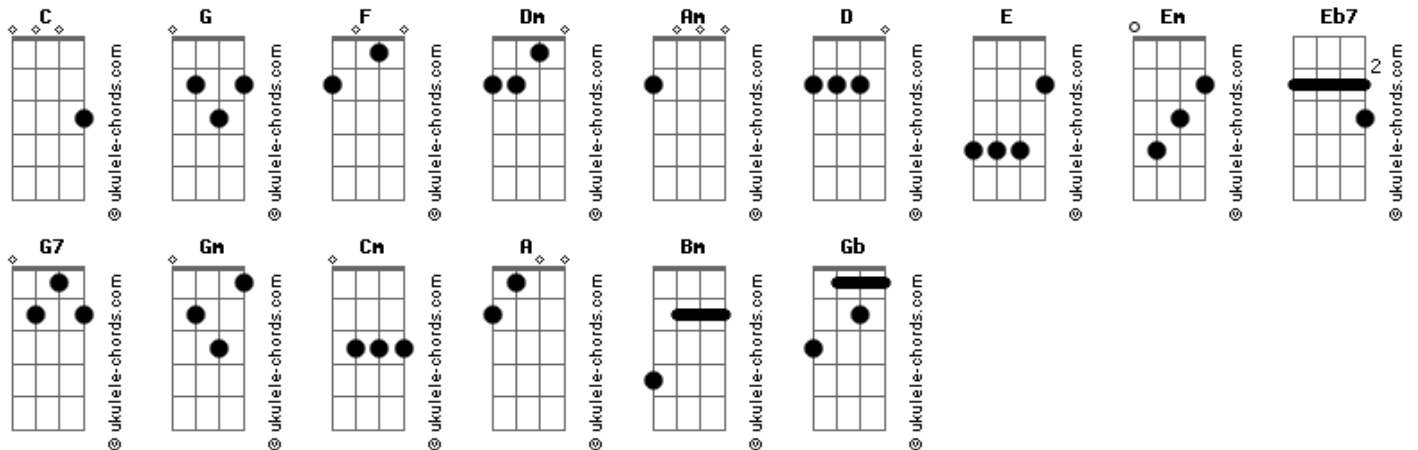 C G F Dm Am D E Em Eb7
2
© ukulele-chords.com © ukulele-chords.com © ukulele-chords.com © ukulele-chords.com © ukulele-chords.com © ukulele-chords.com © ukulele-chords.com © ukulele-chords.com © ukulele-chords.com
G7 Gm Cm A Bm Gb
© ukulele-chords.com © ukulele-chords.com © ukulele-chords.com © ukulele-chords.com © ukulele-chords.com © ukulele-chords.com